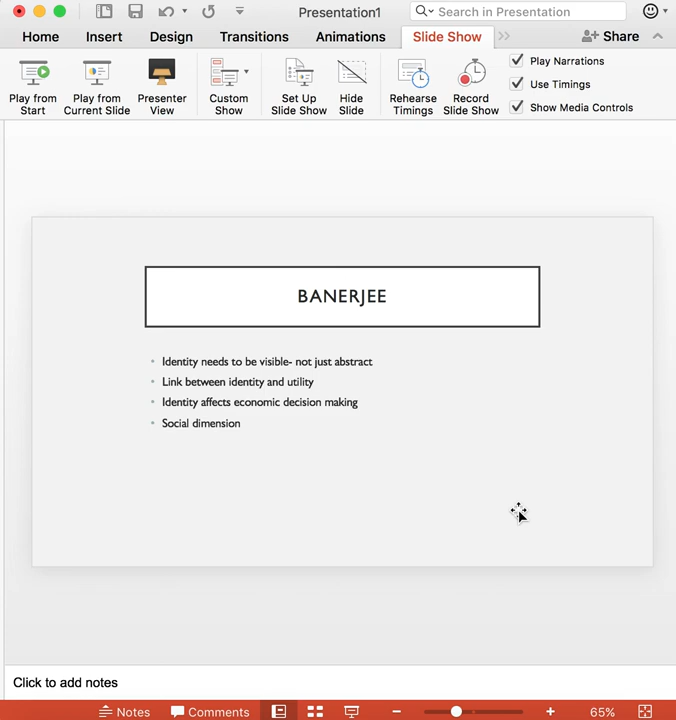 Presentation1
Search in Presentation
Home Insert Design Transitions Animations Slide Show Share
Play from Start
Play from Current Slide
Presenter View
Custom Show
Set Up Slide Show
Hide Slide
Rehearse Timings
Record Slide Show
Play Narrations
Use Timings
Show Media Controls
BANERJEE
• Identity needs to be visible- not just abstract
• Link between identity and utility
• Identity affects economic decision making
• Social dimension
Click to add notes
Notes Comments 65%